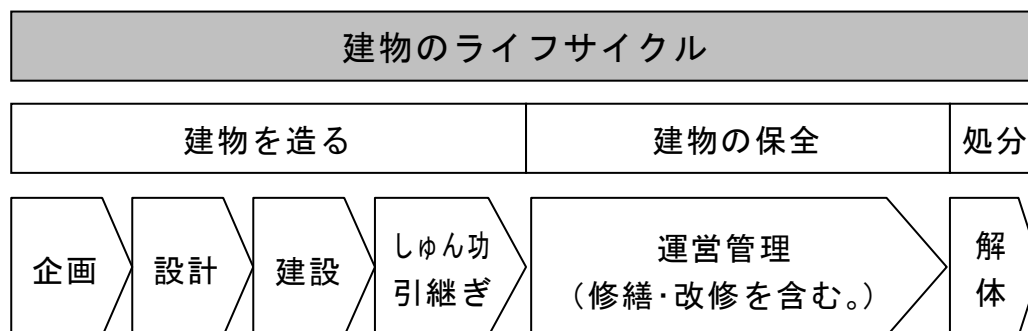 建物のライフサイクル
建物を造る
建物の保全
処分
企画
設計
建設
しゅん功
引継ぎ
運営管理
（修繕･改修を含む｡）
解
体